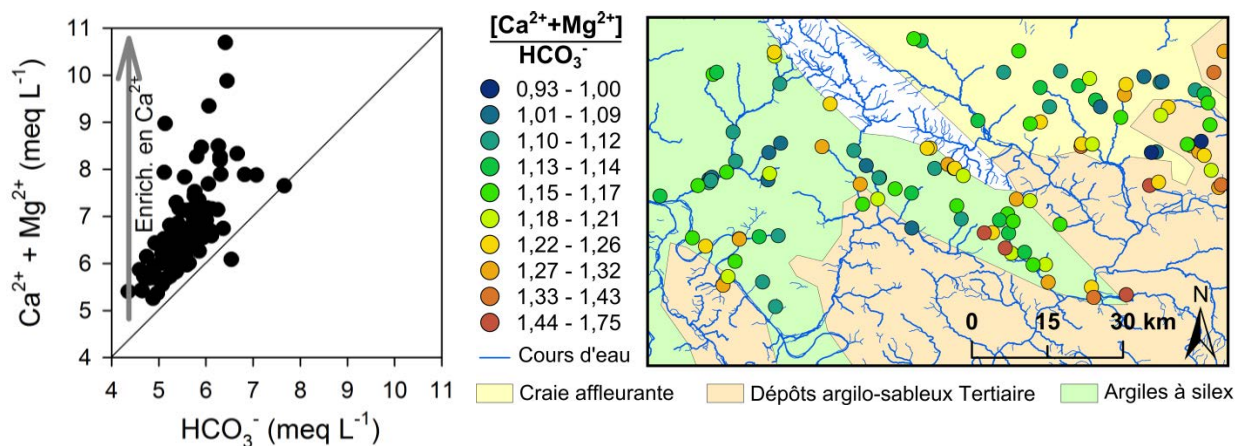 Ca²⁺ + Mg²⁺ (meq L⁻¹)
11
10
9
8
7
6
5
4
Enrich. en Ca²⁺
4 5 6 7 8 9 10 11
HCO₃⁻ (meq L⁻¹)
[Ca²⁺+Mg²⁺]
HCO₃⁻
0,93 - 1,00
1,01 - 1,09
1,10 - 1,12
1,13 - 1,14
1,15 - 1,17
1,18 - 1,21
1,22 - 1,26
1,27 - 1,32
1,33 - 1,43
1,44 - 1,75
Cours d'eau
N
0 15 30 km
Craie affleurante
Dépôts argilo-sableux Tertiaire
Argiles à silex